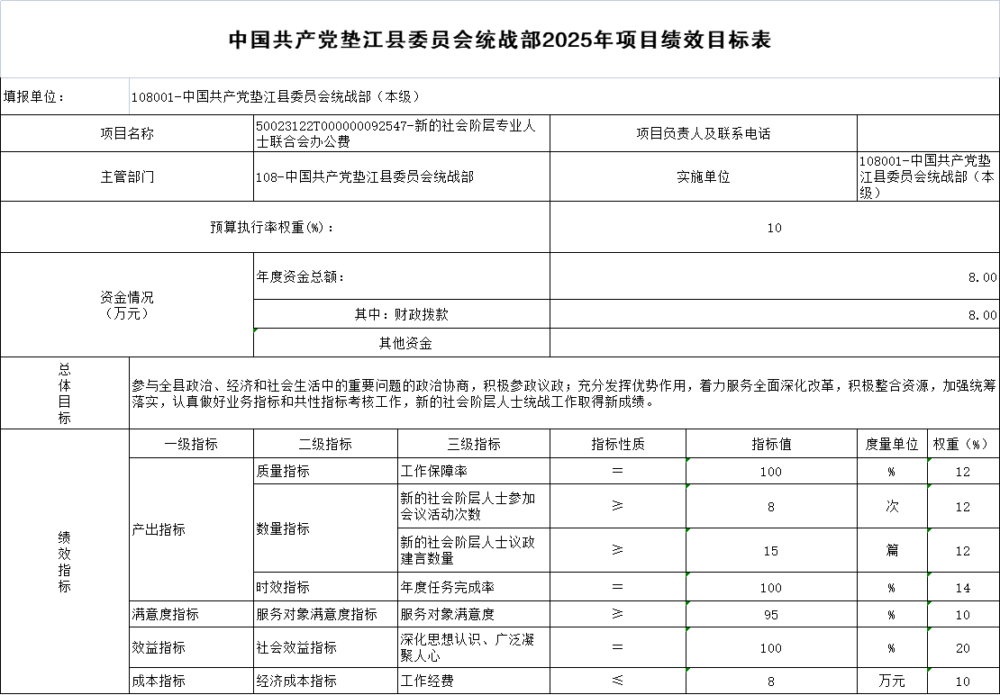 中国共产党垫江县委员会统战部2025年项目绩效目标表
填报单位：
108001-中国共产党垫江县委员会统战部（本级）
项目名称
50023122T000000092547-新的社会阶层专业人
士联合会办公费
项目负责人及联系电话
主管部门
108-中国共产党垫江县委员会统战部
实施单位
108001-中国共产党垫
江县委员会统战部（本
级）
预算执行率权重(%)：
10
资金情况
（万元）
年度资金总额：
8.00
其中：财政拨款
8.00
其他资金
总
体
目
标
参与全县政治、经济和社会生活中的重要问题的政治协商，积极参政议政；充分发挥优势作用，着力服务全面深化改革，积极整合资源，加强统筹
落实，认真做好业务指标和共性指标考核工作，新的社会阶层人士统战工作取得新成绩。
绩
效
指
标
一级指标
二级指标
三级指标
指标性质
指标值
度量单位
权重（%）
产出指标
质量指标
工作保障率
＝
100
%
12
数量指标
新的社会阶层人士参加
会议活动次数
≥
8
次
12
新的社会阶层人士议政
建言数量
≥
15
篇
12
时效指标
年度任务完成率
＝
100
%
14
满意度指标
服务对象满意度指标
服务对象满意度
≥
95
%
10
效益指标
社会效益指标
深化思想认识、广泛凝
聚人心
＝
100
%
20
成本指标
经济成本指标
工作经费
≤
8
万元
10